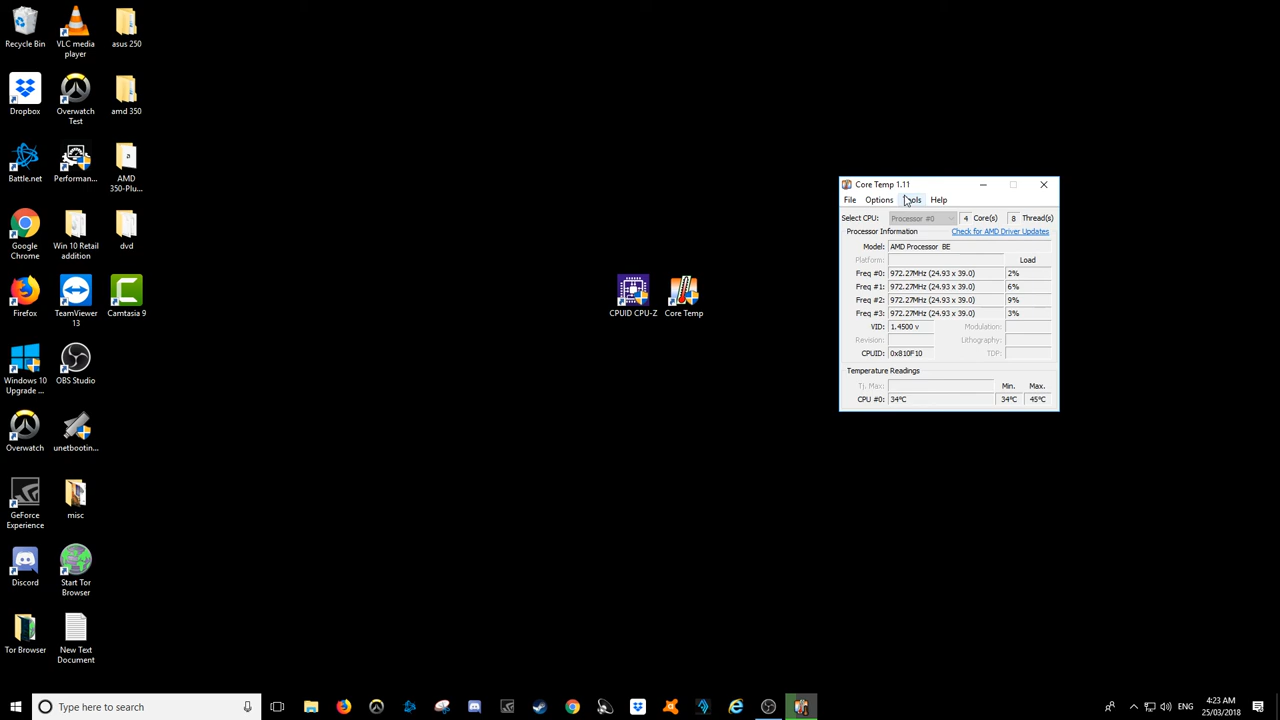 Recycle Bin
VLC media
player
asus 250
Dropbox
Overwatch
Test
amd 350
Battle.net
Performan...
AMD
350-Plu...
Google
Chrome
Win 10 Retail
addition
dvd
Firefox
TeamViewer
13
Camtasia 9
Windows 10
Upgrade ...
OBS Studio
Overwatch
unetbootin...
GeForce
Experience
misc
Discord
Start Tor
Browser
Tor Browser
New Text
Document
CPUID CPU-Z
Core Temp
Core Temp 1.11
File Options Tools Help
Select CPU: Processor #0 4 Core(s) 8 Thread(s)
Processor Information Check for AMD Driver Updates
Model: AMD Processor BE
Platform: Load
Freq #0: 972.27MHz (24.93 x 39.0) 2%
Freq #1: 972.27MHz (24.93 x 39.0) 6%
Freq #2: 972.27MHz (24.93 x 39.0) 9%
Freq #3: 972.27MHz (24.93 x 39.0) 3%
VID: 1.4500 v Modulation:
Revision: Lithography:
CPUID: 0x810F10 TDP:
Temperature Readings
Tj. Max: Min. Max.
CPU #0: 34°C 34°C 45°C
Type here to search
ENG
4:23 AM
25/03/2018